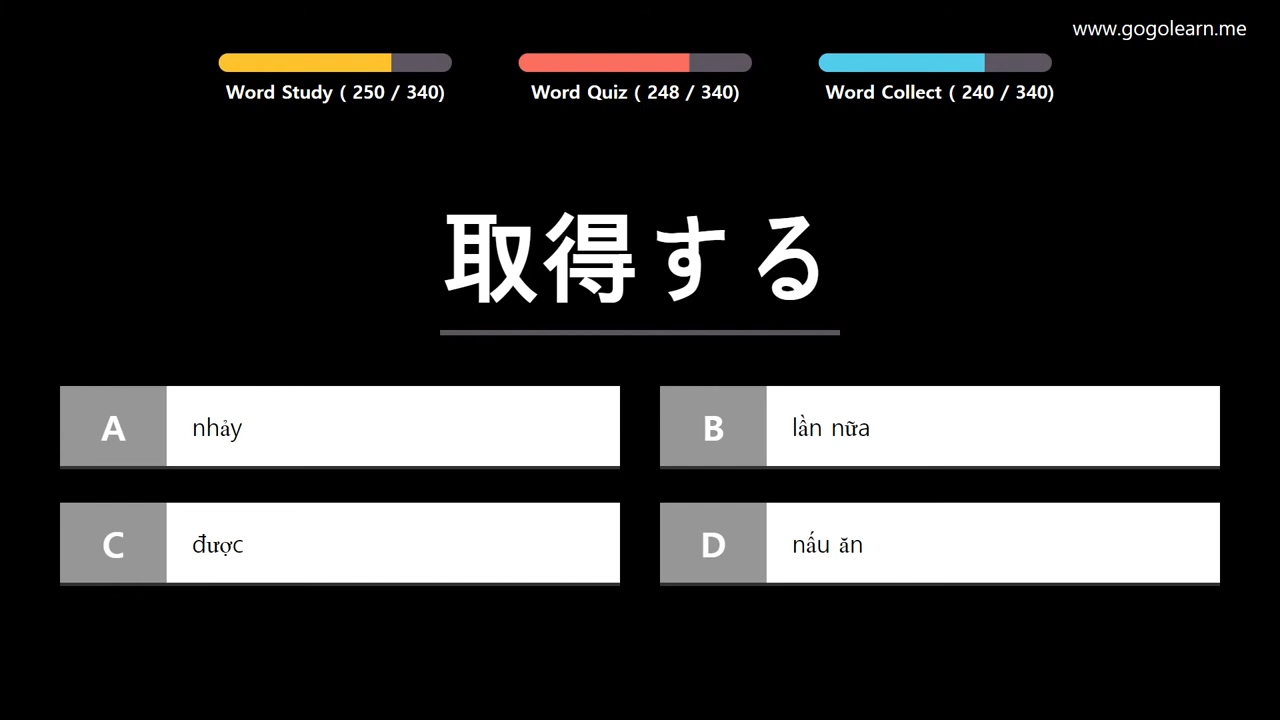 www.gogolearn.me
Word Study ( 250 / 340)
Word Quiz ( 248 / 340)
Word Collect ( 240 / 340)
取得する
A nhảy
B lần nữa
C được
D nấu ăn